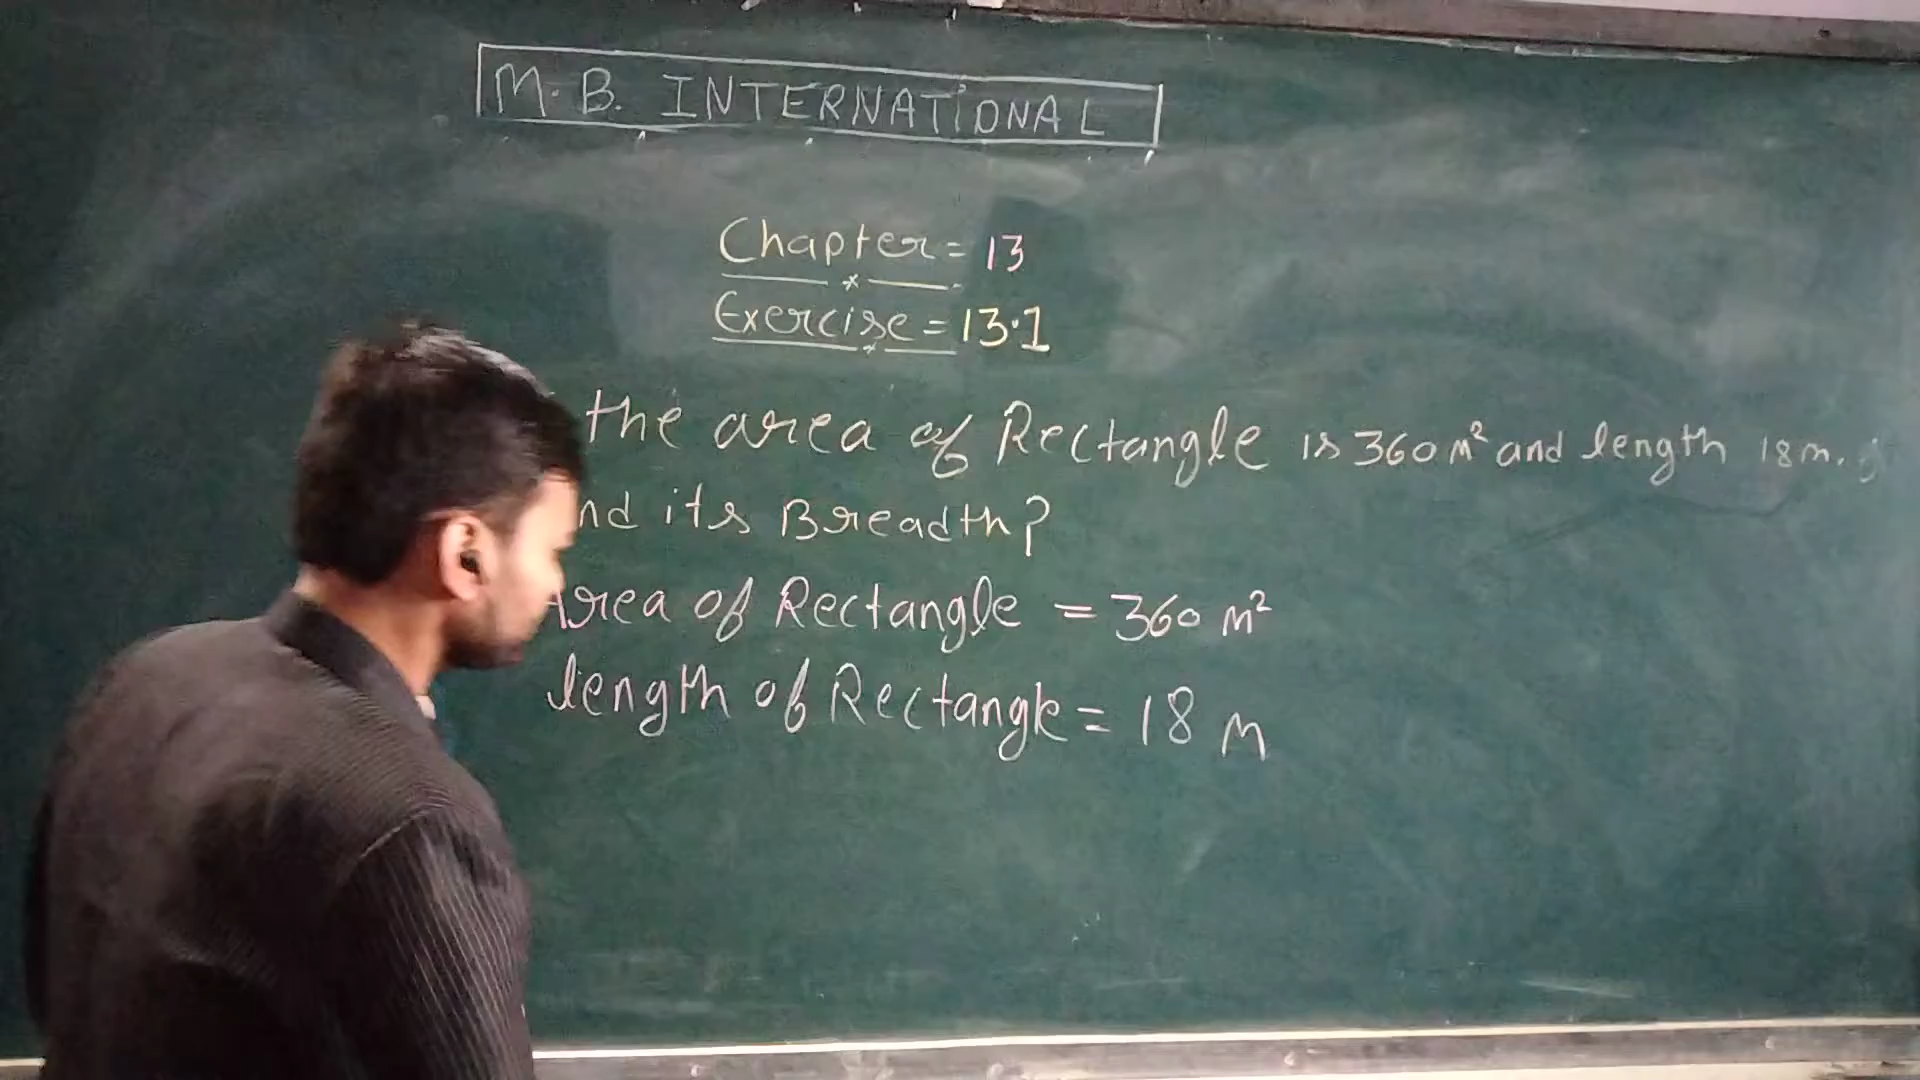 M. B. INTERNATIONAL
Chapter = 13
Exercise = 13.1
the area of Rectangle is 360 m² and length 18m.
nd its Breadth?
Area of Rectangle = 360 m²
length of Rectangle = 18 m